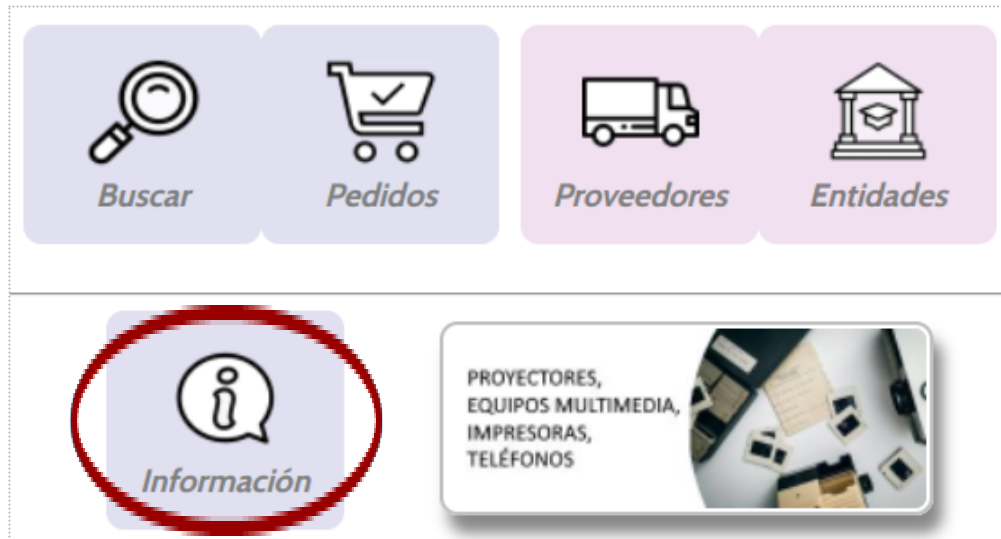 Buscar
Pedidos
Proveedores
Entidades
Información
PROYECTORES,
EQUIPOS MULTIMEDIA,
IMPRESORAS,
TELÉFONOS